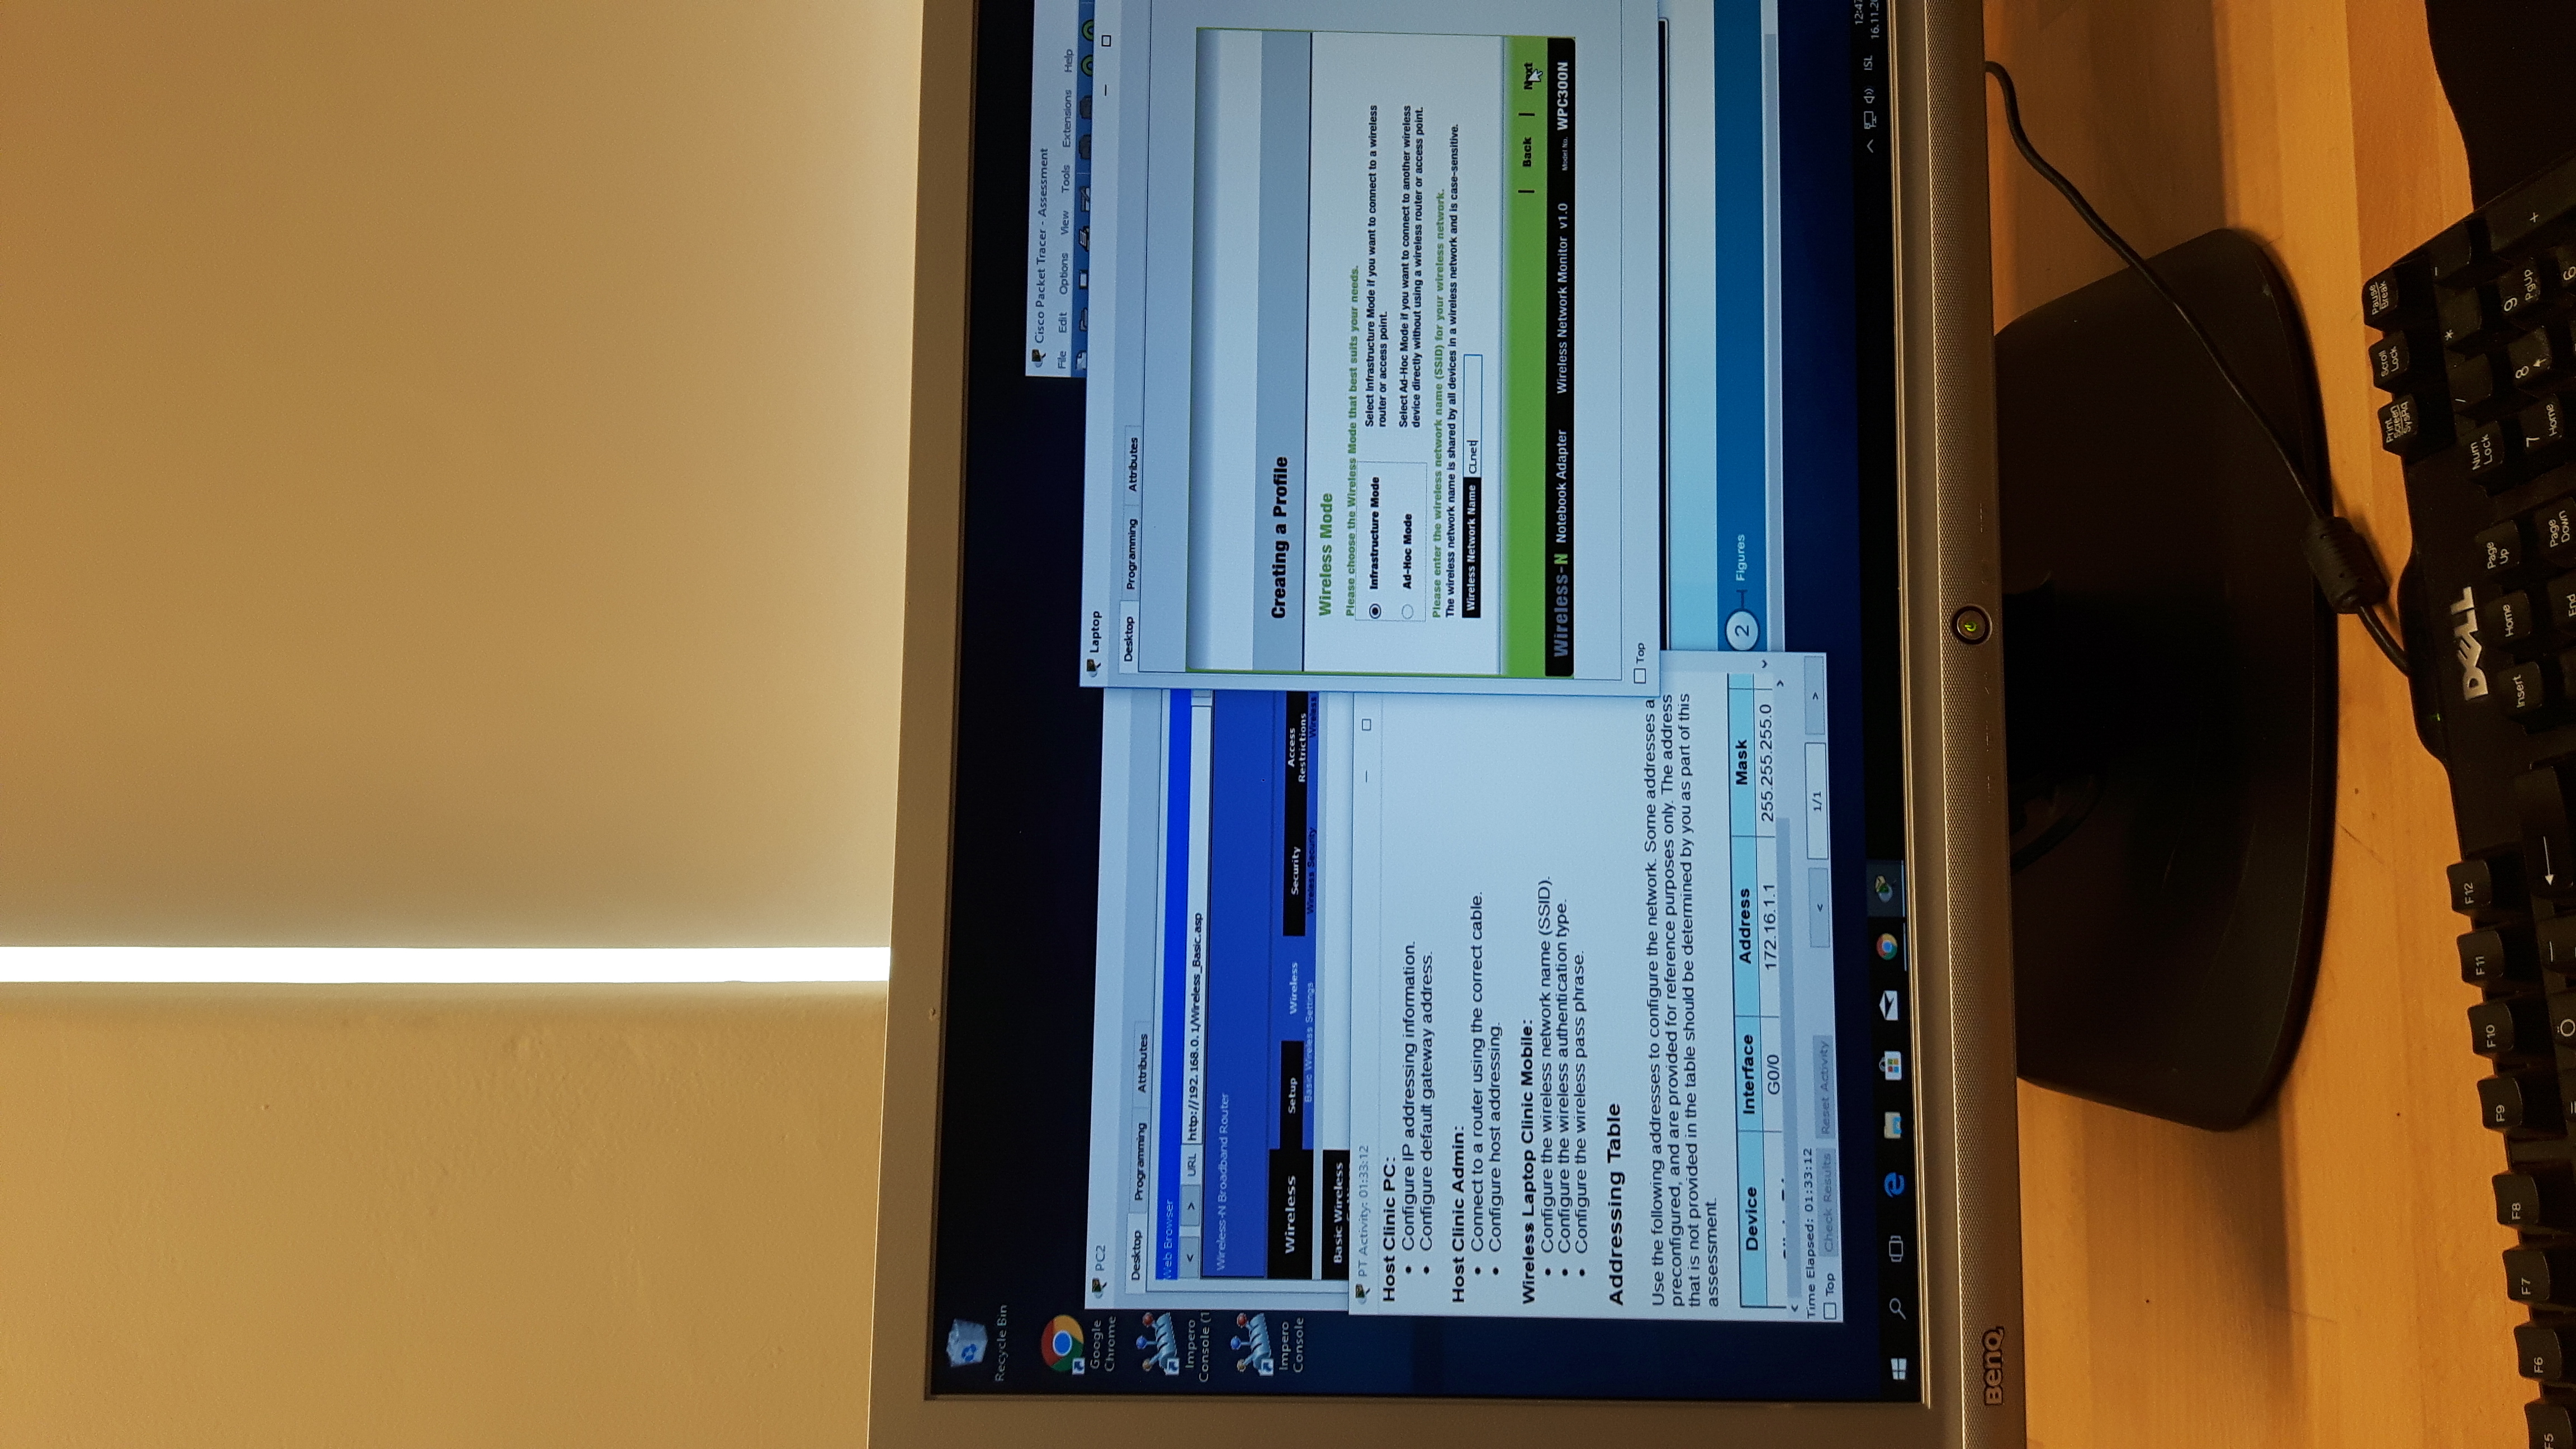 Recycle Bin
Google
Chrome
Impero
Console (1
Impero
Console
Cisco Packet Tracer - Assessment
File Edit Options View Tools Extensions Help
PC2
Desktop Programming Attributes
Web Browser
< > URL http://192.168.0.1/Wireless_Basic.asp
Wireless-N Broadband Router
Wireless
Setup Wireless Security Access
Restrictions
Basic Wireless Settings Wireless Security Wireless
Basic Wireless
Laptop
Desktop Programming Attributes
Creating a Profile
Wireless Mode
Please choose the Wireless Mode that best suits your needs.
Infrastructure Mode
Select Infrastructure Mode if you want to connect to a wireless
router or access point.
Ad-Hoc Mode
Select Ad-Hoc Mode if you want to connect to another wireless
device directly without using a wireless router or access point.
Please enter the wireless network name (SSID) for your wireless network.
The wireless network name is shared by all devices in a wireless network and is case-sensitive.
Wireless Network Name CLnet
Back Next
Wireless-N Notebook Adapter Wireless Network Monitor v1.0 Model No. WPC300N
Top
PT Activity: 01:33:12
Host Clinic PC:
• Configure IP addressing information.
• Configure default gateway address.
Host Clinic Admin:
• Connect to a router using the correct cable.
• Configure host addressing.
Wireless Laptop Clinic Mobile:
• Configure the wireless network name (SSID).
• Configure the wireless authentication type.
• Configure the wireless pass phrase.
Addressing Table
Use the following addresses to configure the network. Some addresses a
preconfigured, and are provided for reference purposes only. The address
that is not provided in the table should be determined by you as part of this
assessment.
Device Interface Address Mask
G0/0 172.16.1.1 255.255.255.0
Time Elapsed: 01:33:12
Top Check Results Reset Activity < 1/1 >
2 Figures
ISL
12:47
16.11.20
BenQ
DELL
Print
Screen
SysRq
Scroll
Lock
Pause
Break
F5 F6 F7 F8 F9 F10 F11 F12
Insert Home Page
Up
Num
Lock
/ * -
= Ö
End Page
Down
7
Home
8
9
PgUp
+
6